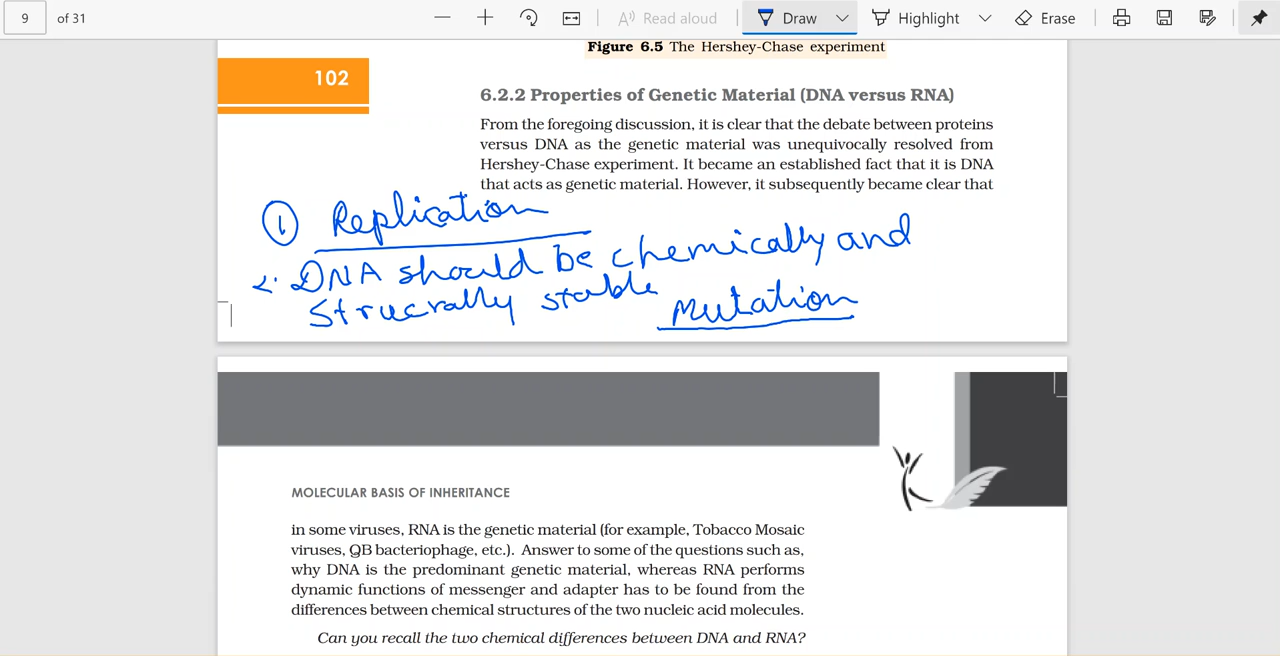 9 of 31 Read aloud Draw Highlight Erase
Figure 6.5 The Hershey-Chase experiment
102
6.2.2 Properties of Genetic Material (DNA versus RNA)
From the foregoing discussion, it is clear that the debate between proteins
versus DNA as the genetic material was unequivocally resolved from
Hershey-Chase experiment. It became an established fact that it is DNA
that acts as genetic material. However, it subsequently became clear that
1 Replication
2. DNA should be chemically and
Strucrally stable Mutation
MOLECULAR BASIS OF INHERITANCE
in some viruses, RNA is the genetic material (for example, Tobacco Mosaic
viruses, QB bacteriophage, etc.). Answer to some of the questions such as,
why DNA is the predominant genetic material, whereas RNA performs
dynamic functions of messenger and adapter has to be found from the
differences between chemical structures of the two nucleic acid molecules.
Can you recall the two chemical differences between DNA and RNA?